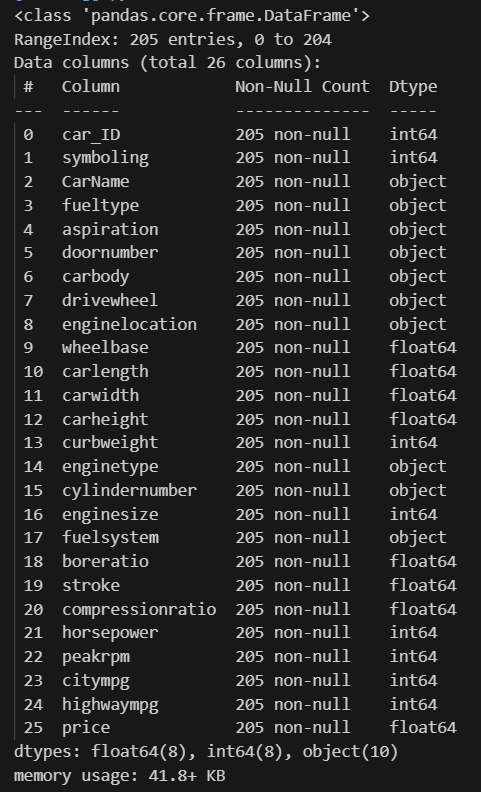 <class 'pandas.core.frame.DataFrame'>
RangeIndex: 205 entries, 0 to 204
Data columns (total 26 columns):
 #   Column            Non-Null Count  Dtype
---  ------            --------------  -----
 0   car_ID            205 non-null    int64
 1   symboling         205 non-null    int64
 2   CarName           205 non-null    object
 3   fueltype          205 non-null    object
 4   aspiration        205 non-null    object
 5   doornumber        205 non-null    object
 6   carbody           205 non-null    object
 7   drivewheel        205 non-null    object
 8   enginelocation    205 non-null    object
 9   wheelbase         205 non-null    float64
 10  carlength         205 non-null    float64
 11  carwidth          205 non-null    float64
 12  carheight         205 non-null    float64
 13  curbweight        205 non-null    int64
 14  enginetype        205 non-null    object
 15  cylindernumber    205 non-null    object
 16  enginesize        205 non-null    int64
 17  fuelsystem        205 non-null    object
 18  boreratio         205 non-null    float64
 19  stroke            205 non-null    float64
 20  compressionratio  205 non-null    float64
 21  horsepower        205 non-null    int64
 22  peakrpm           205 non-null    int64
 23  citympg           205 non-null    int64
 24  highwaympg        205 non-null    int64
 25  price             205 non-null    float64
dtypes: float64(8), int64(8), object(10)
memory usage: 41.8+ KB